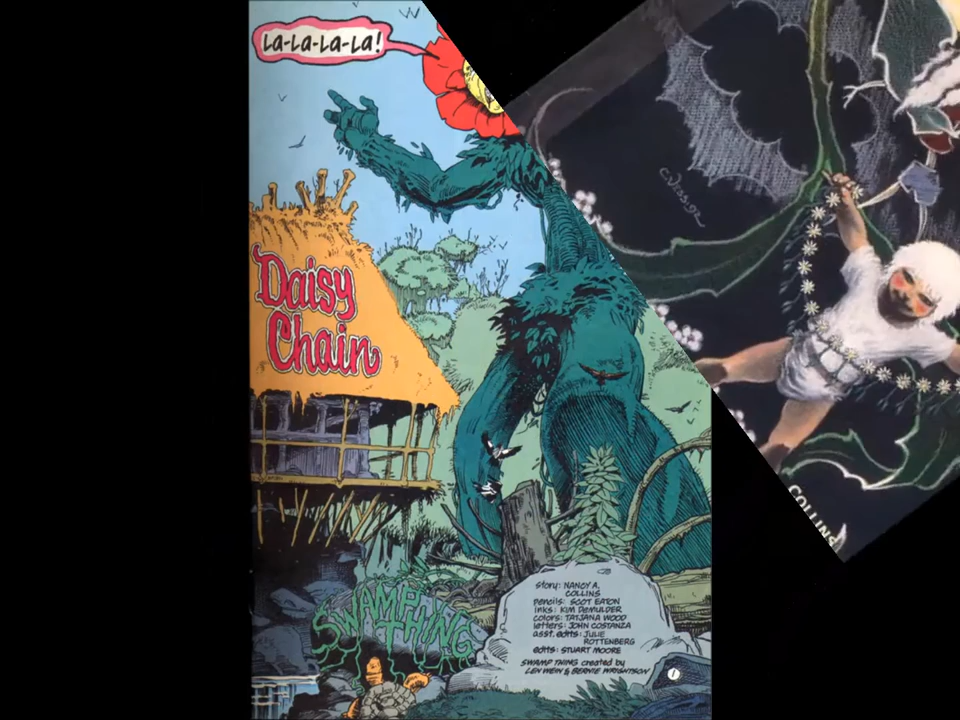 La-La-La-La!
Daisy
Chain
C.Vess.92
COLLINS
story: NANCY A.
COLLINS
pencils: SCOT EATON
inks: KIM DeMULDER
colors: TATJANA WOOD
letters: JOHN COSTANZA
asst. edits: JULIE
ROTTENBERG
edits: STUART MOORE
SWAMP THING created by
LEN WEIN & BERNIE WRIGHTSON
SWAMP
THING
1